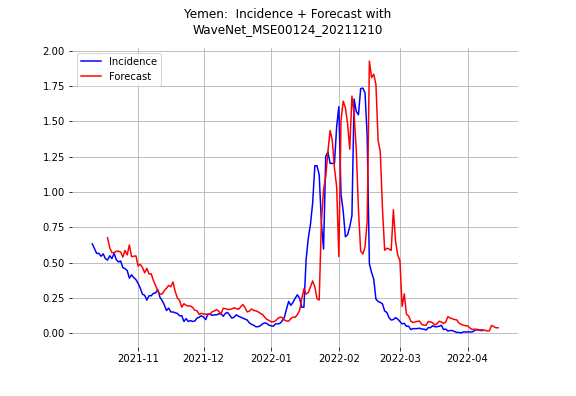 Yemen:  Incidence + Forecast with
WaveNet_MSE00124_20211210
Incidence
Forecast
2.00
1.75
1.50
1.25
1.00
0.75
0.50
0.25
0.00
2021-11 2021-12 2022-01 2022-02 2022-03 2022-04